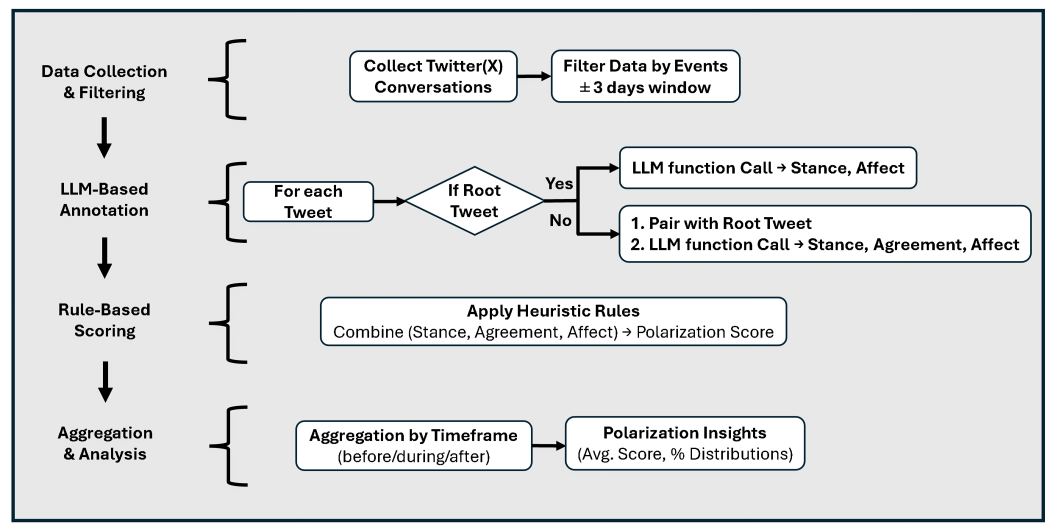 Data Collection
& Filtering
Collect Twitter(X)
Conversations
Filter Data by Events
± 3 days window
LLM-Based
Annotation
For each
Tweet
If Root
Tweet
Yes
No
LLM function Call → Stance, Affect
1. Pair with Root Tweet
2. LLM function Call → Stance, Agreement, Affect
Rule-Based
Scoring
Apply Heuristic Rules
Combine (Stance, Agreement, Affect) → Polarization Score
Aggregation
& Analysis
Aggregation by Timeframe
(before/during/after)
Polarization Insights
(Avg. Score, % Distributions)